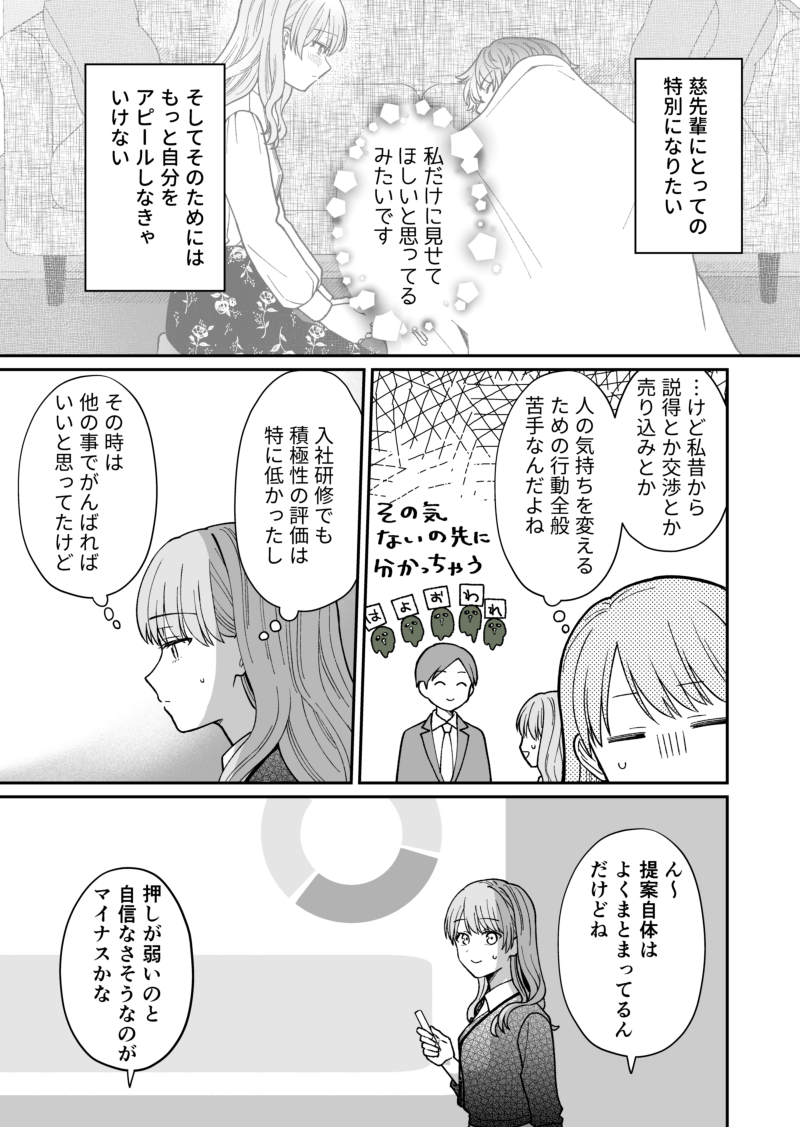 慈先輩にとっての
特別になりたい
私だけに見せて
ほしいと思ってる
みたいです
そしてそのためには
もっと自分を
アピールしなきゃ
いけない
…けど私昔から
説得とか交渉とか
売り込みとか
人の気持ちを変える
ための行動全般
苦手なんだよね
その気
ないの先に
分かっちゃう
はよおわれ
入社研修でも
積極性の評価は
特に低かったし
その時は
他の事でがんばれば
いいと思ってたけど
ん〜
提案自体は
よくまとまってるん
だけどね
押しが弱いのと
自信なさそうなのが
マイナスかな